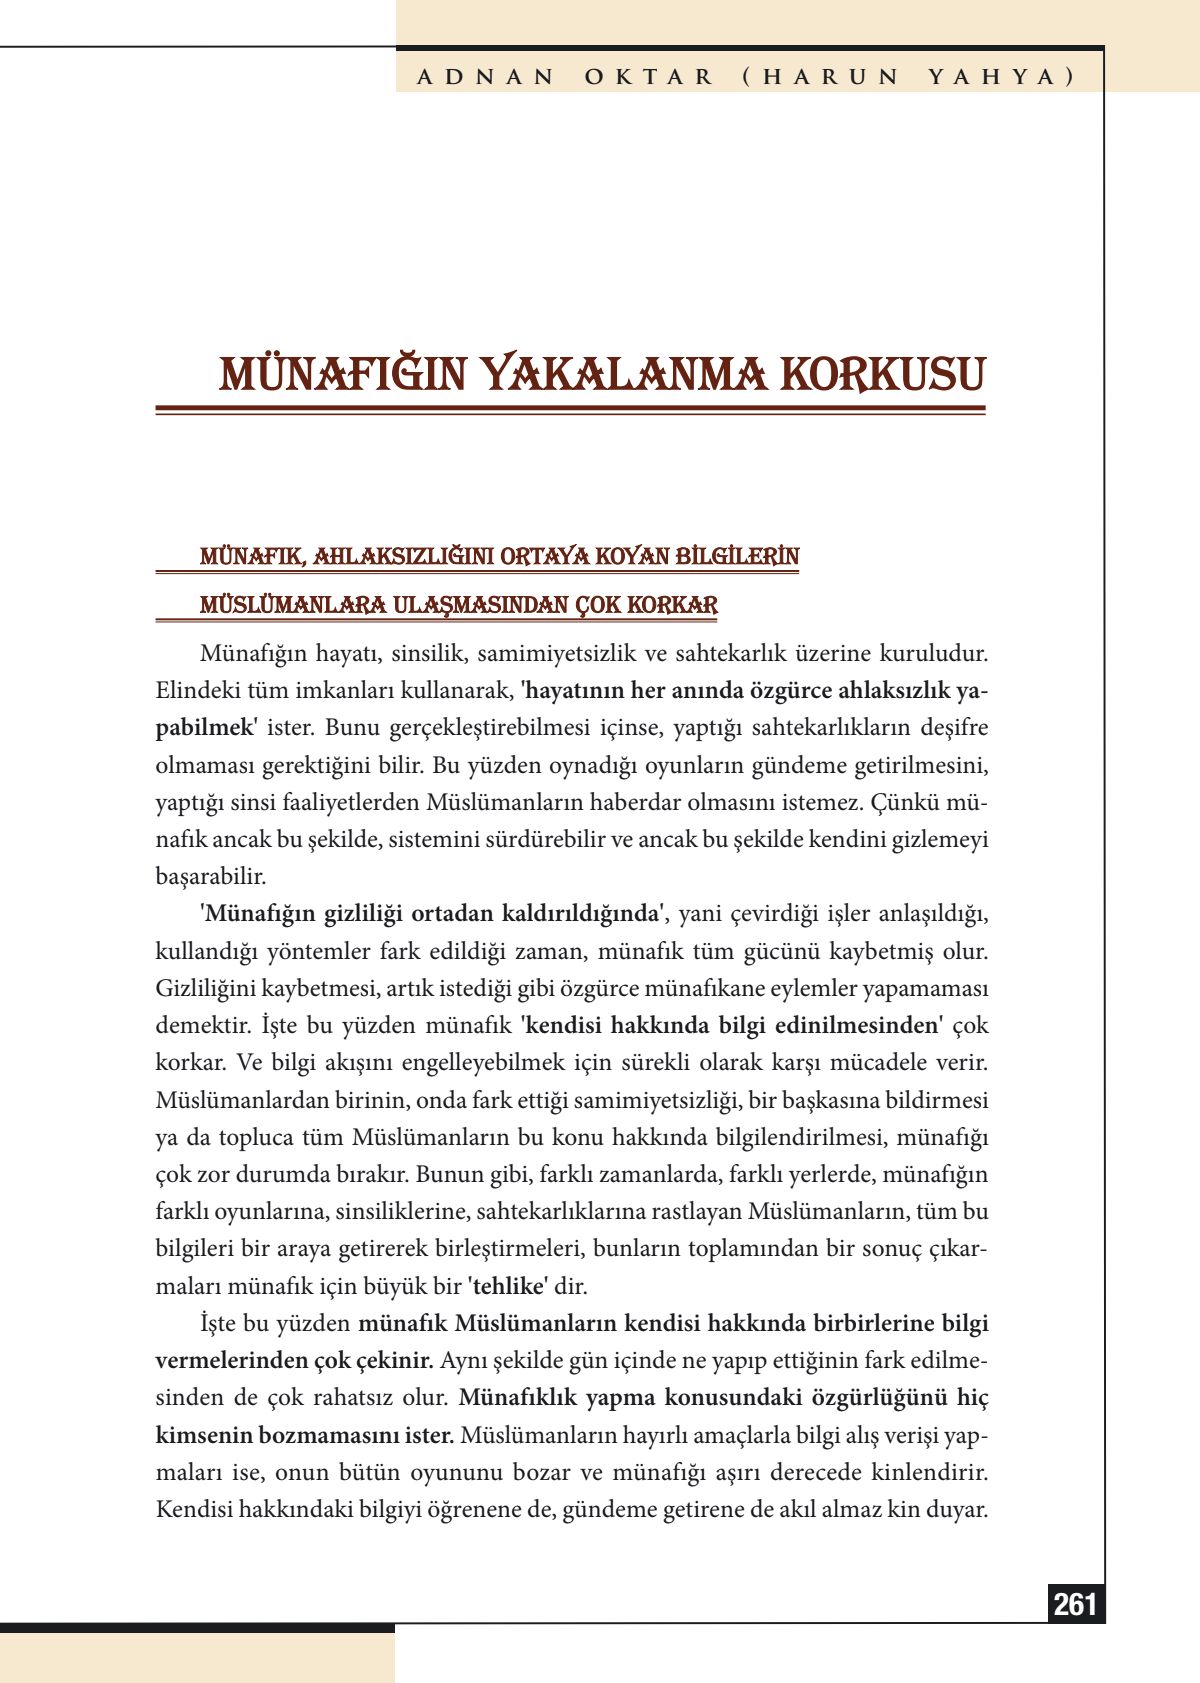 ADNAN OKTAR (HARUN YAHYA)
MÜNAFIĞIN YAKALANMA KORKUSU
MÜNAFIK, AHLAKSIZLIĞINI ORTAYA KOYAN BİLGİLERİN
MÜSLÜMANLARA ULAŞMASINDAN ÇOK KORKAR
Münafığın hayatı, sinsilik, samimiyetsizlik ve sahtekarlık üzerine kuruludur.
Elindeki tüm imkanları kullanarak, 'hayatının her anında özgürce ahlaksızlık ya-
pabilmek' ister. Bunu gerçekleştirebilmesi içinse, yaptığı sahtekarlıkların deşifre
olmaması gerektiğini bilir. Bu yüzden oynadığı oyunların gündeme getirilmesini,
yaptığı sinsi faaliyetlerden Müslümanların haberdar olmasını istemez. Çünkü mü-
nafık ancak bu şekilde, sistemini sürdürebilir ve ancak bu şekilde kendini gizlemeyi
başarabilir.
'Münafığın gizliliği ortadan kaldırıldığında', yani çevirdiği işler anlaşıldığı,
kullandığı yöntemler fark edildiği zaman, münafık tüm gücünü kaybetmiş olur.
Gizliliğini kaybetmesi, artık istediği gibi özgürce münafıkane eylemler yapamaması
demektir. İşte bu yüzden münafık 'kendisi hakkında bilgi edinilmesinden' çok
korkar. Ve bilgi akışını engelleyebilmek için sürekli olarak karşı mücadele verir.
Müslümanlardan birinin, onda fark ettiği samimiyetsizliği, bir başkasına bildirmesi
ya da topluca tüm Müslümanların bu konu hakkında bilgilendirilmesi, münafığı
çok zor durumda bırakır. Bunun gibi, farklı zamanlarda, farklı yerlerde, münafığın
farklı oyunlarına, sinsiliklerine, sahtekarlıklarına rastlayan Müslümanların, tüm bu
bilgileri bir araya getirerek birleştirmeleri, bunların toplamından bir sonuç çıkar-
maları münafık için büyük bir 'tehlike' dir.
İşte bu yüzden münafık Müslümanların kendisi hakkında birbirlerine bilgi
vermelerinden çok çekinir. Aynı şekilde gün içinde ne yapıp ettiğinin fark edilme-
sinden de çok rahatsız olur. Münafıklık yapma konusundaki özgürlüğünü hiç
kimsenin bozmamasını ister. Müslümanların hayırlı amaçlarla bilgi alış verişi yap-
maları ise, onun bütün oyununu bozar ve münafığı aşırı derecede kinlendirir.
Kendisi hakkındaki bilgiyi öğrenene de, gündeme getirene de akıl almaz kin duyar.
261